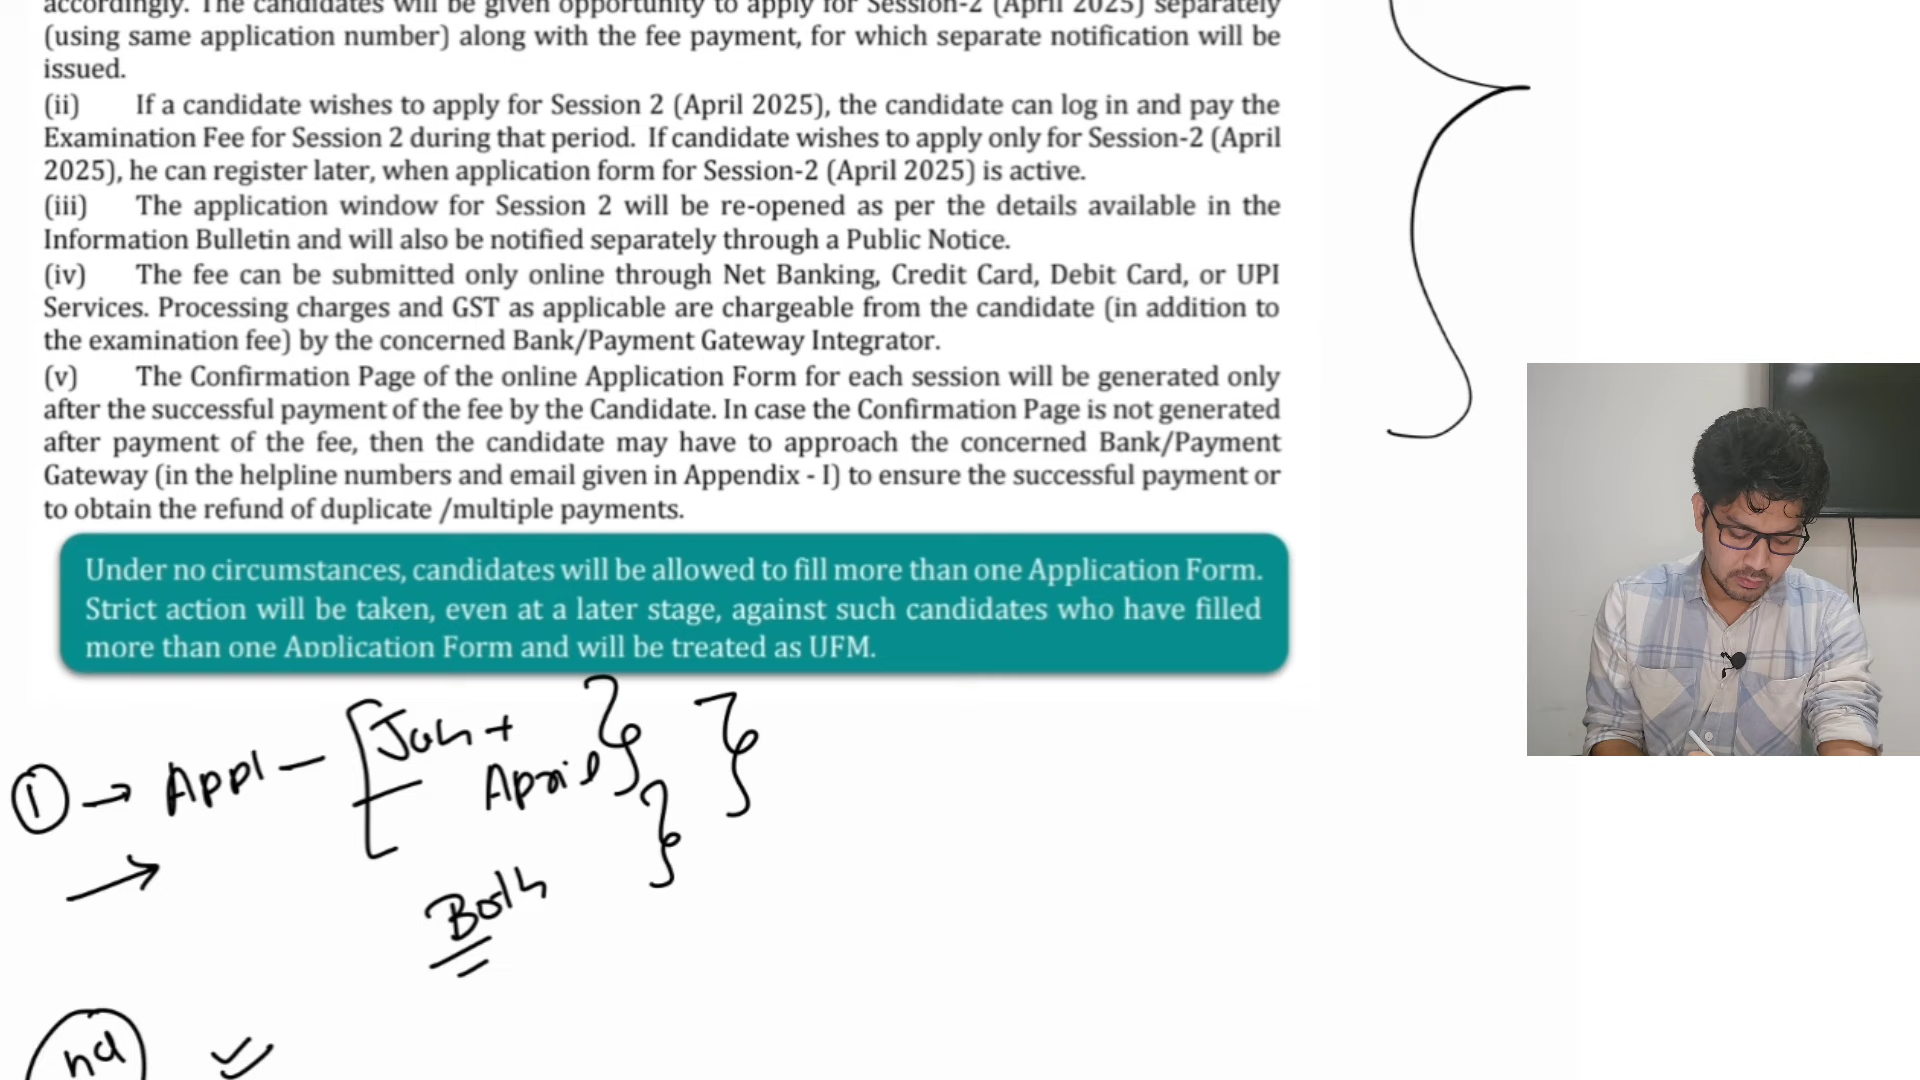 accordingly. The candidates will be given opportunity to apply for Session-2 (April 2025) separately
(using same application number) along with the fee payment, for which separate notification will be
issued.
(ii) If a candidate wishes to apply for Session 2 (April 2025), the candidate can log in and pay the
Examination Fee for Session 2 during that period. If candidate wishes to apply only for Session-2 (April
2025), he can register later, when application form for Session-2 (April 2025) is active.
(iii) The application window for Session 2 will be re-opened as per the details available in the
Information Bulletin and will also be notified separately through a Public Notice.
(iv) The fee can be submitted only online through Net Banking, Credit Card, Debit Card, or UPI
Services. Processing charges and GST as applicable are chargeable from the candidate (in addition to
the examination fee) by the concerned Bank/Payment Gateway Integrator.
(v) The Confirmation Page of the online Application Form for each session will be generated only
after the successful payment of the fee by the Candidate. In case the Confirmation Page is not generated
after payment of the fee, then the candidate may have to approach the concerned Bank/Payment
Gateway (in the helpline numbers and email given in Appendix - I) to ensure the successful payment or
to obtain the refund of duplicate /multiple payments.
Under no circumstances, candidates will be allowed to fill more than one Application Form.
Strict action will be taken, even at a later stage, against such candidates who have filled
more than one Application Form and will be treated as UFM.
① → Appl - [Jan +
April}
Both